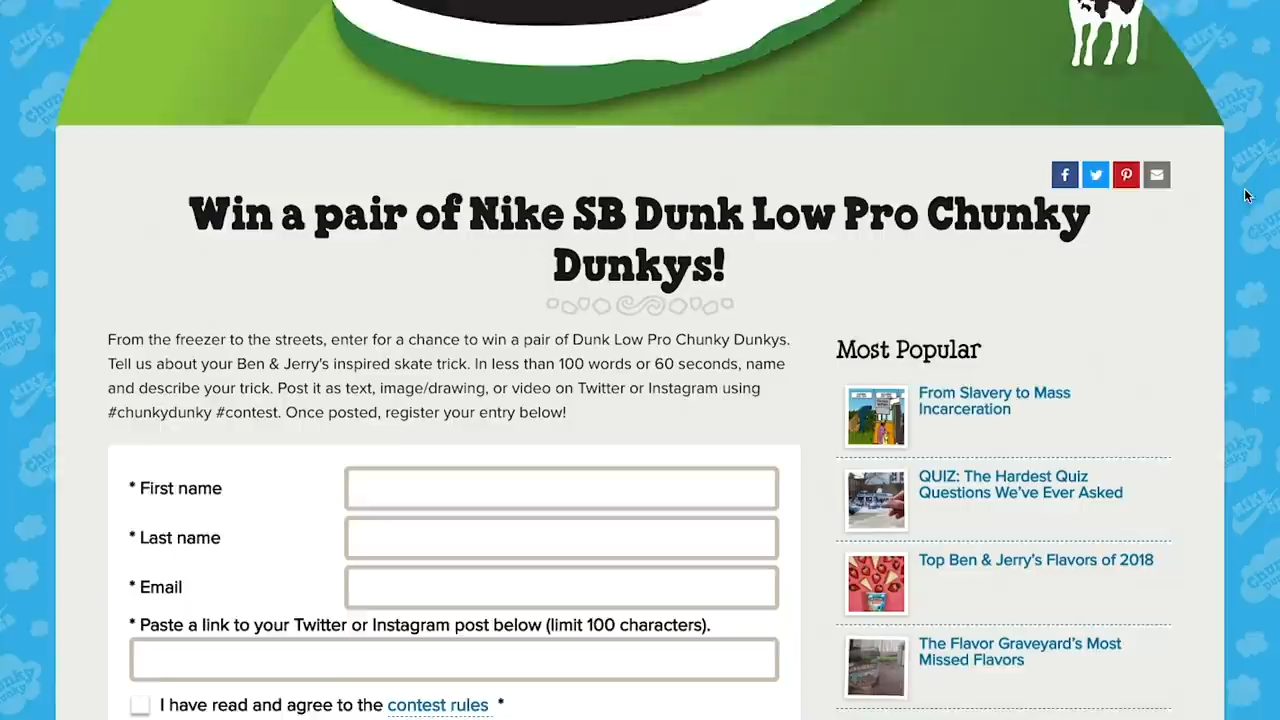 Win a pair of Nike SB Dunk Low Pro Chunky
Dunkys!
From the freezer to the streets, enter for a chance to win a pair of Dunk Low Pro Chunky Dunkys.
Tell us about your Ben & Jerry's inspired skate trick. In less than 100 words or 60 seconds, name
and describe your trick. Post it as text, image/drawing, or video on Twitter or Instagram using
#chunkydunky #contest. Once posted, register your entry below!
* First name
* Last name
* Email
* Paste a link to your Twitter or Instagram post below (limit 100 characters).
I have read and agree to the contest rules *
Most Popular
From Slavery to Mass
Incarceration
QUIZ: The Hardest Quiz
Questions We've Ever Asked
Top Ben & Jerry's Flavors of 2018
The Flavor Graveyard's Most
Missed Flavors